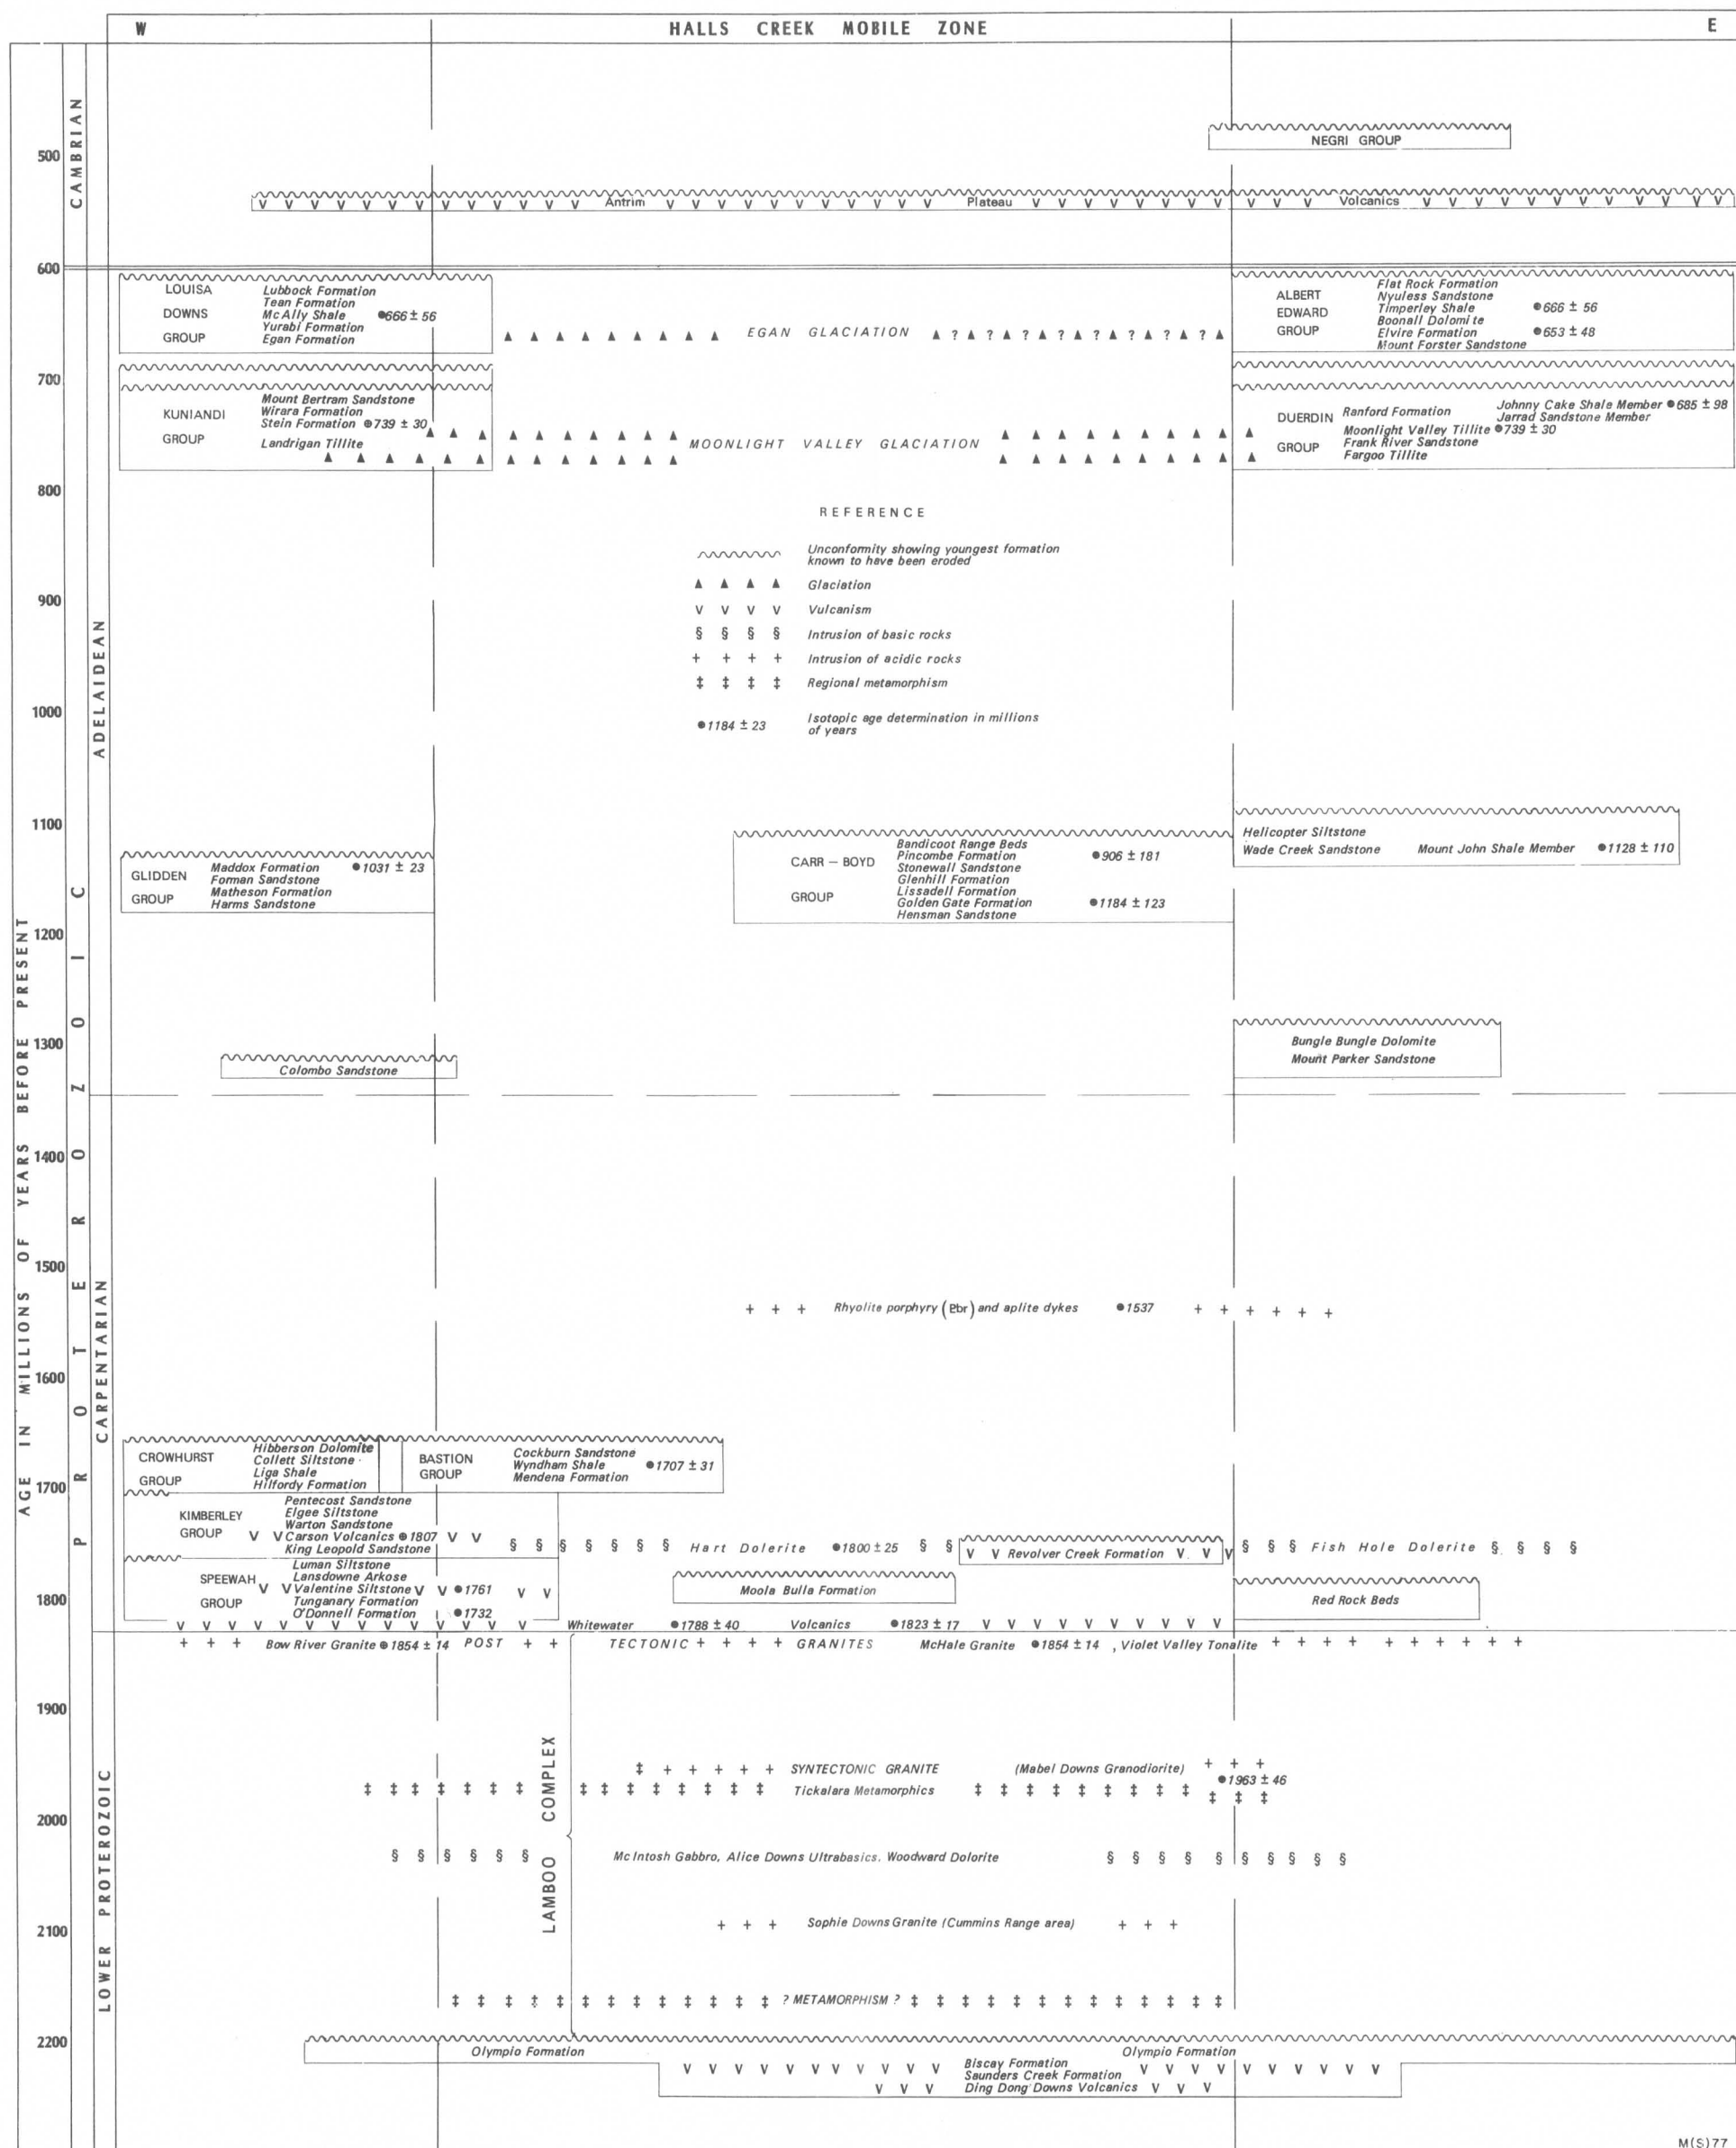 W HALLS CREEK MOBILE ZONE E
CAMBRIAN
PROTEROZOIC
ADELAIDEAN
CARPENTARIAN
LOWER PROTEROZOIC
AGE IN MILLIONS OF YEARS BEFORE PRESENT
500
600
700
800
900
1000
1100
1200
1300
1400
1500
1600
1700
1800
1900
2000
2100
2200
NEGRI GROUP
V V V V V V V V V V V V V Antrim V V V V V V V V V V V Plateau V V V V V V V V V V V Volcanics V V V V V V V V V V V V
LOUISA DOWNS GROUP
Lubbock Formation
Tean Formation
McAlly Shale ●666 ± 56
Yurabi Formation
Egan Formation
EGAN GLACIATION
? ? ? ? ? ? ?
ALBERT EDWARD GROUP
Flat Rock Formation
Nyuless Sandstone
Timperley Shale ●666 ± 56
Boonall Dolomite
Elvire Formation ●653 ± 48
Mount Forster Sandstone
KUNIANDI GROUP
Mount Bertram Sandstone
Wirara Formation
Stein Formation ⊕739 ± 30
Landrigan Tillite
MOONLIGHT VALLEY GLACIATION
DUERDIN GROUP
Ranford Formation
Johnny Cake Shale Member ●685 ± 98
Jarrad Sandstone Member
Moonlight Valley Tillite ●739 ± 30
Frank River Sandstone
Fargoo Tillite
REFERENCE
Unconformity showing youngest formation
known to have been eroded
▲ ▲ ▲ ▲ Glaciation
V V V V Vulcanism
§ § § § Intrusion of basic rocks
+ + + + Intrusion of acidic rocks
‡ ‡ ‡ ‡ Regional metamorphism
●1184 ± 23 Isotopic age determination in millions
of years
GLIDDEN GROUP
Maddox Formation ●1031 ± 23
Forman Sandstone
Matheson Formation
Harms Sandstone
CARR – BOYD GROUP
Bandicoot Range Beds
Pincombe Formation ●906 ± 181
Stonewall Sandstone
Glenhill Formation
Lissadell Formation
Golden Gate Formation ●1184 ± 123
Hensman Sandstone
Helicopter Siltstone
Wade Creek Sandstone Mount John Shale Member ●1128 ± 110
Colombo Sandstone
Bungle Bungle Dolomite
Mount Parker Sandstone
+ + + Rhyolite porphyry (Pbr) and aplite dykes ●1537 + + + + + +
CROWHURST GROUP
Hibberson Dolomite
Collett Siltstone
Liga Shale
Hilfordy Formation
BASTION GROUP
Cockburn Sandstone
Wyndham Shale ●1707 ± 31
Mendena Formation
KIMBERLEY GROUP
Pentecost Sandstone
Elgee Siltstone
Warton Sandstone
V V Carson Volcanics ⊕1807 V V
King Leopold Sandstone
§ § § § § § § Hart Dolerite ●1800 ± 25 § §
V V Revolver Creek Formation V V V
§ § § Fish Hole Dolerite § § § §
SPEEWAH GROUP
Luman Siltstone
Lansdowne Arkose
V V Valentine Siltstone V V ●1761 V V
Tunganary Formation
O'Donnell Formation ●1732
Moola Bulla Formation
Red Rock Beds
V V V V V V V V V V V V V V Whitewater ●1788 ± 40 Volcanics ●1823 ± 17 V V V V V V V V V V
+ + + Bow River Granite ⊕1854 ± 14 POST + + TECTONIC + + + + GRANITES McHale Granite ●1854 ± 14 , Violet Valley Tonalite + + + + + + + + + +
LAMBOO COMPLEX
‡ + + + + + SYNTECTONIC GRANITE (Mabel Downs Granodiorite) + + +
●1963 ± 46
Tickalara Metamorphics
McIntosh Gabbro, Alice Downs Ultrabasics. Woodward Dolorite
+ + + Sophie Downs Granite (Cummins Range area) + + +
? METAMORPHISM ?
Olympio Formation Olympio Formation
Biscay Formation
Saunders Creek Formation
V V V Ding Dong Downs Volcanics V V V
M(S)77